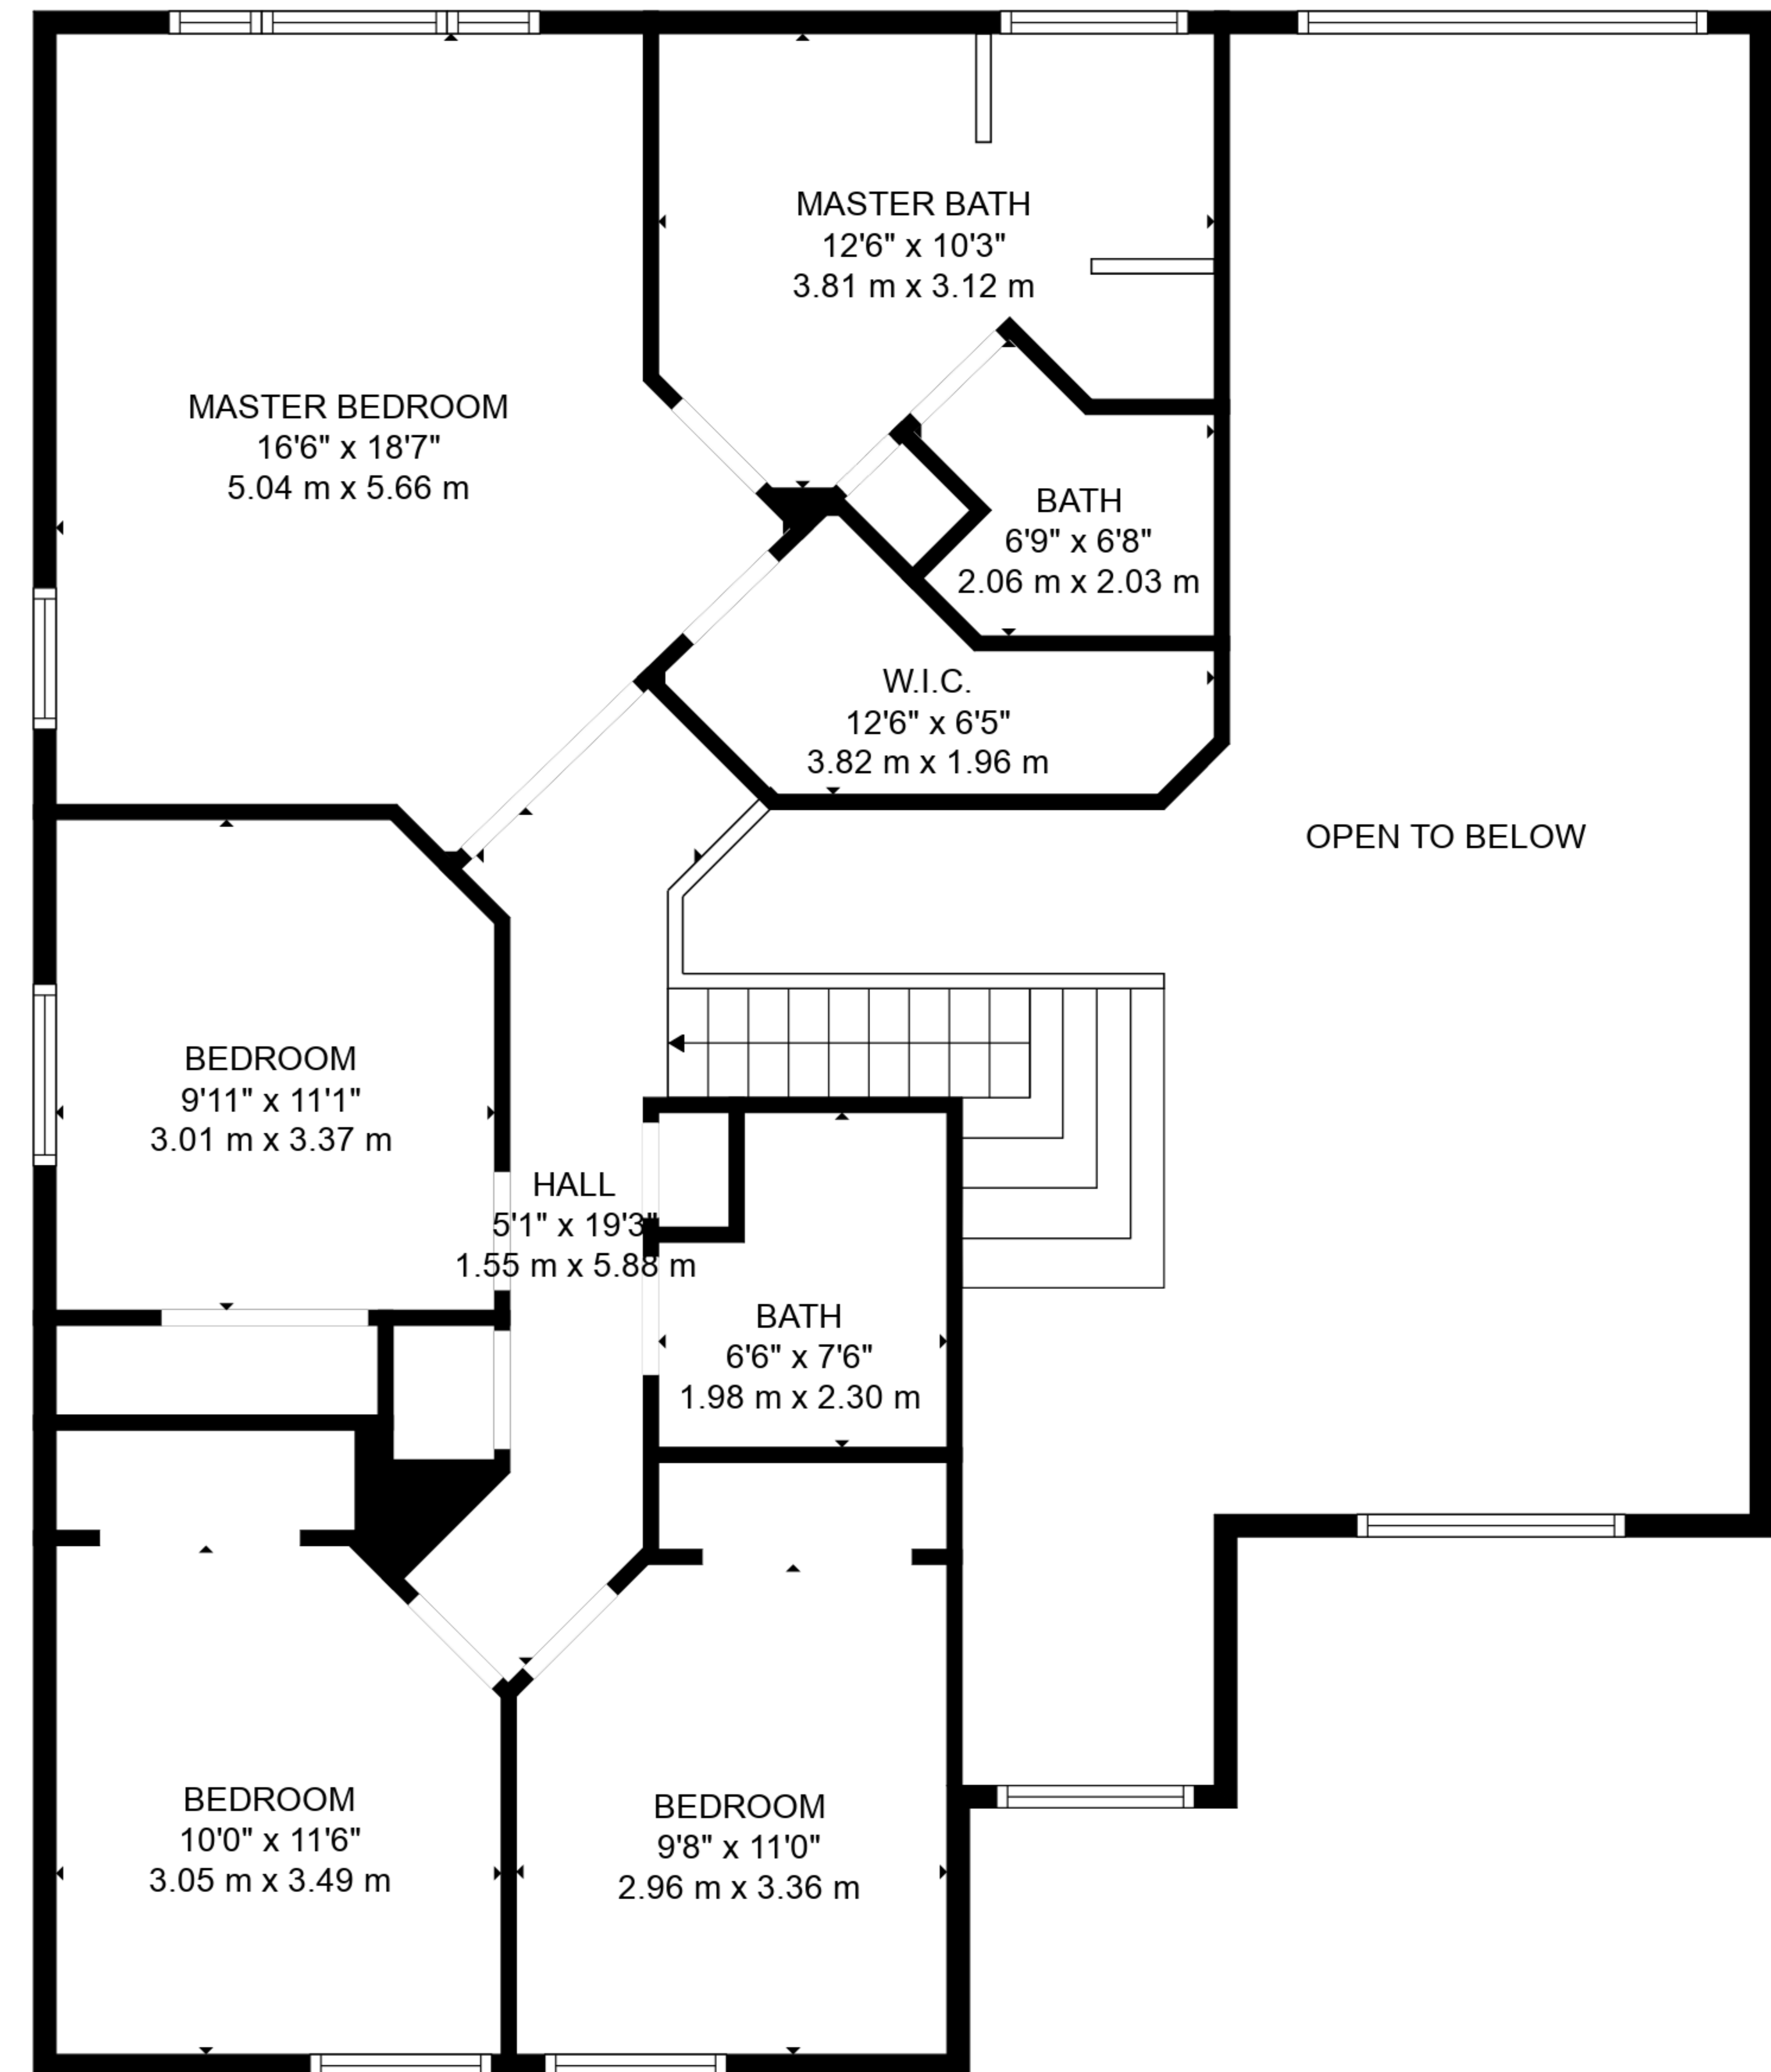 MASTER BATH
12'6" x 10'3"
3.81 m x 3.12 m
MASTER BEDROOM
16'6" x 18'7"
5.04 m x 5.66 m
BATH
6'9" x 6'8"
2.06 m x 2.03 m
W.I.C.
12'6" x 6'5"
3.82 m x 1.96 m
OPEN TO BELOW
BEDROOM
9'11" x 11'1"
3.01 m x 3.37 m
HALL
5'1" x 19'3"
1.55 m x 5.88 m
BATH
6'6" x 7'6"
1.98 m x 2.30 m
BEDROOM
10'0" x 11'6"
3.05 m x 3.49 m
BEDROOM
9'8" x 11'0"
2.96 m x 3.36 m